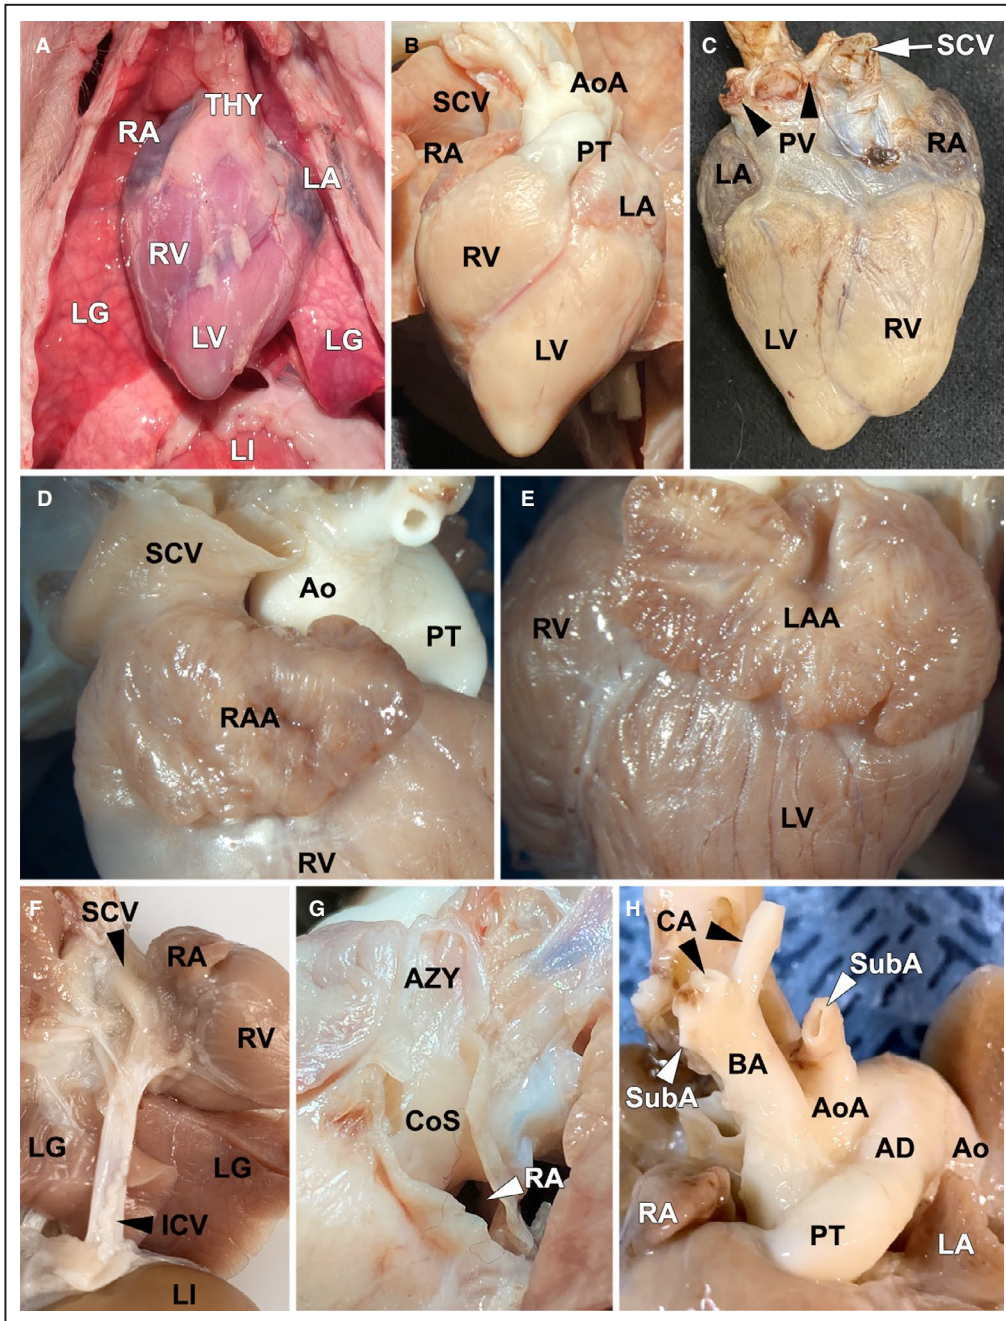 A
THY
RA
LA
RV
LG
LV
LG
LI
B
AoA
SCV
RA
PT
LA
RV
LV
C
SCV
PV
RA
LA
LV
RV
D
SCV
Ao
PT
RAA
RV
E
RV
LAA
LV
F
SCV
RA
RV
LG
LG
ICV
LI
G
AZY
CoS
RA
H
CA
SubA
BA
SubA
AoA
AD
Ao
RA
PT
LA